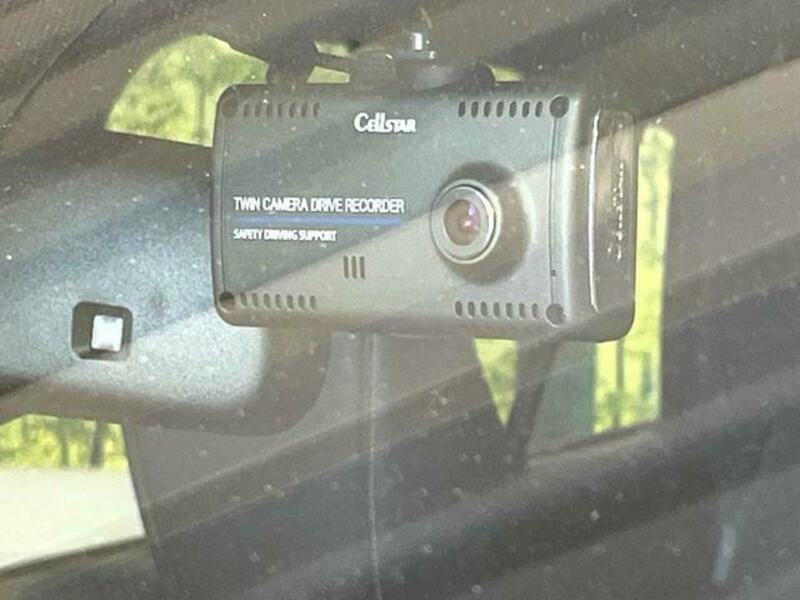 CELLSTAR
TWIN CAMERA DRIVE RECORDER
SAFETY DRIVING SUPPORT